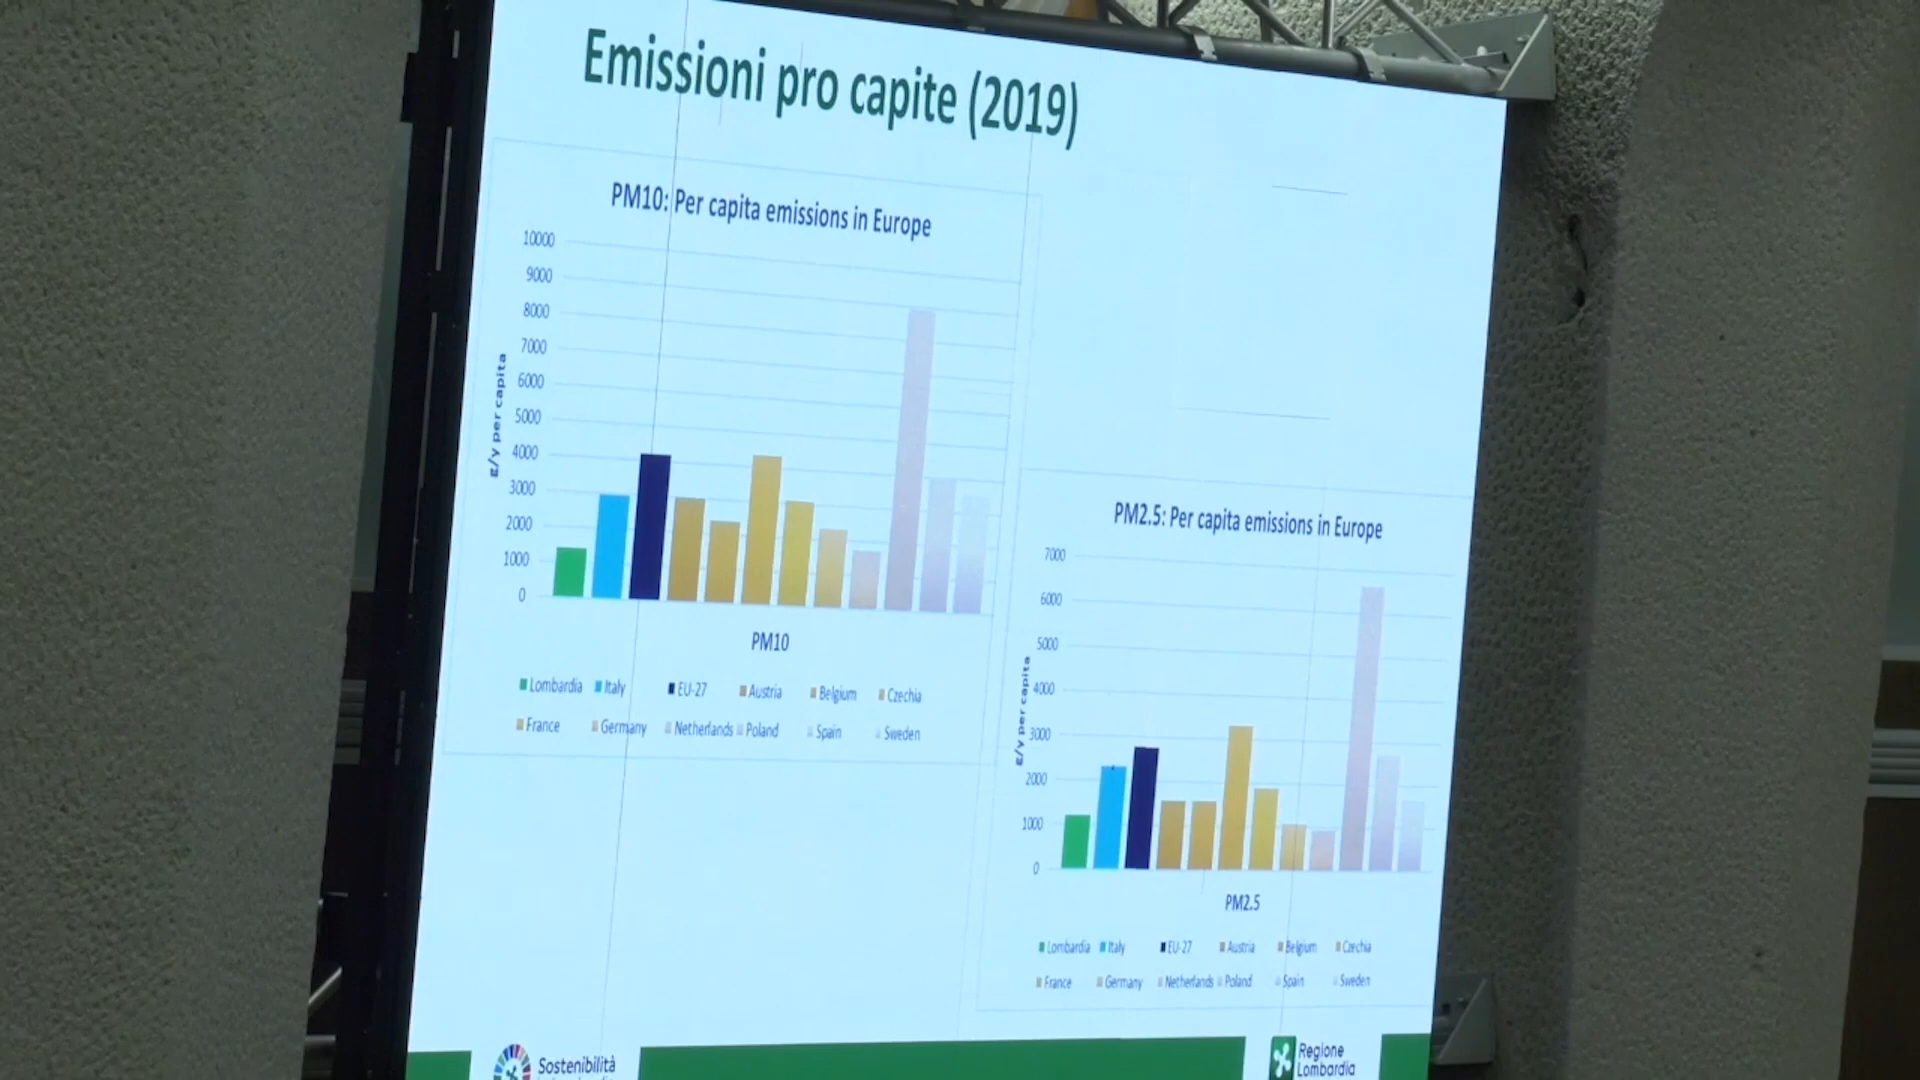 Emissioni pro capite (2019)
PM10: Per capita emissions in Europe
10000
9000
8000
7000
6000
5000
4000
3000
2000
1000
0
g/y per capita
PM10
Lombardia Italy EU-27 Austria Belgium Czechia
France Germany Netherlands Poland Spain Sweden
PM2.5: Per capita emissions in Europe
7000
6000
5000
4000
3000
2000
1000
0
g/y per capita
PM2.5
Lombardia Italy EU-27 Austria Belgium Czechia
France Germany Netherlands Poland Spain Sweden
Sostenibilità
Regione
Lombardia